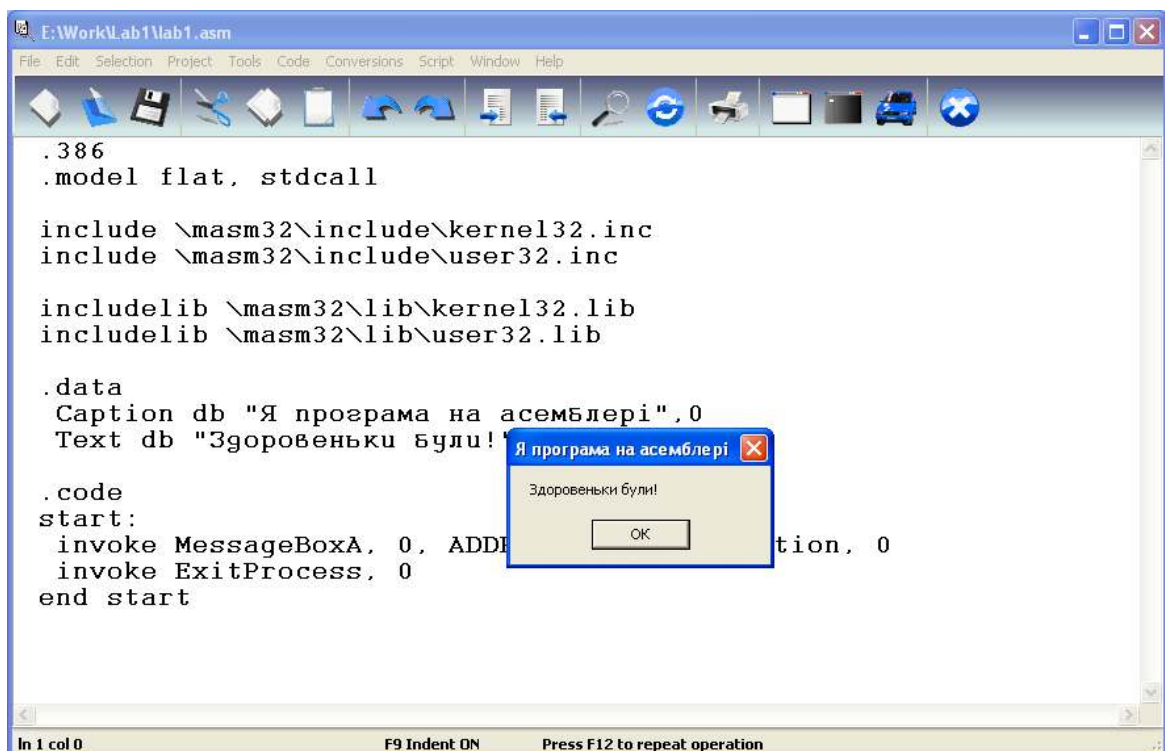 E:\Work\Lab1\lab1.asm
File Edit Selection Project Tools Code Conversions Script Window Help
.386
.model flat, stdcall
include \masm32\include\kernel32.inc
include \masm32\include\user32.inc
includelib \masm32\lib\kernel32.lib
includelib \masm32\lib\user32.lib
.data
Caption db "Я програма на асемблері",0
Text db "Здоровеньки були!"
.code
start:
invoke MessageBoxA, 0, ADD tion, 0
invoke ExitProcess, 0
end start
Я програма на асемблері
Здоровеньки були!
OK
ln 1 col 0 F9 Indent ON Press F12 to repeat operation